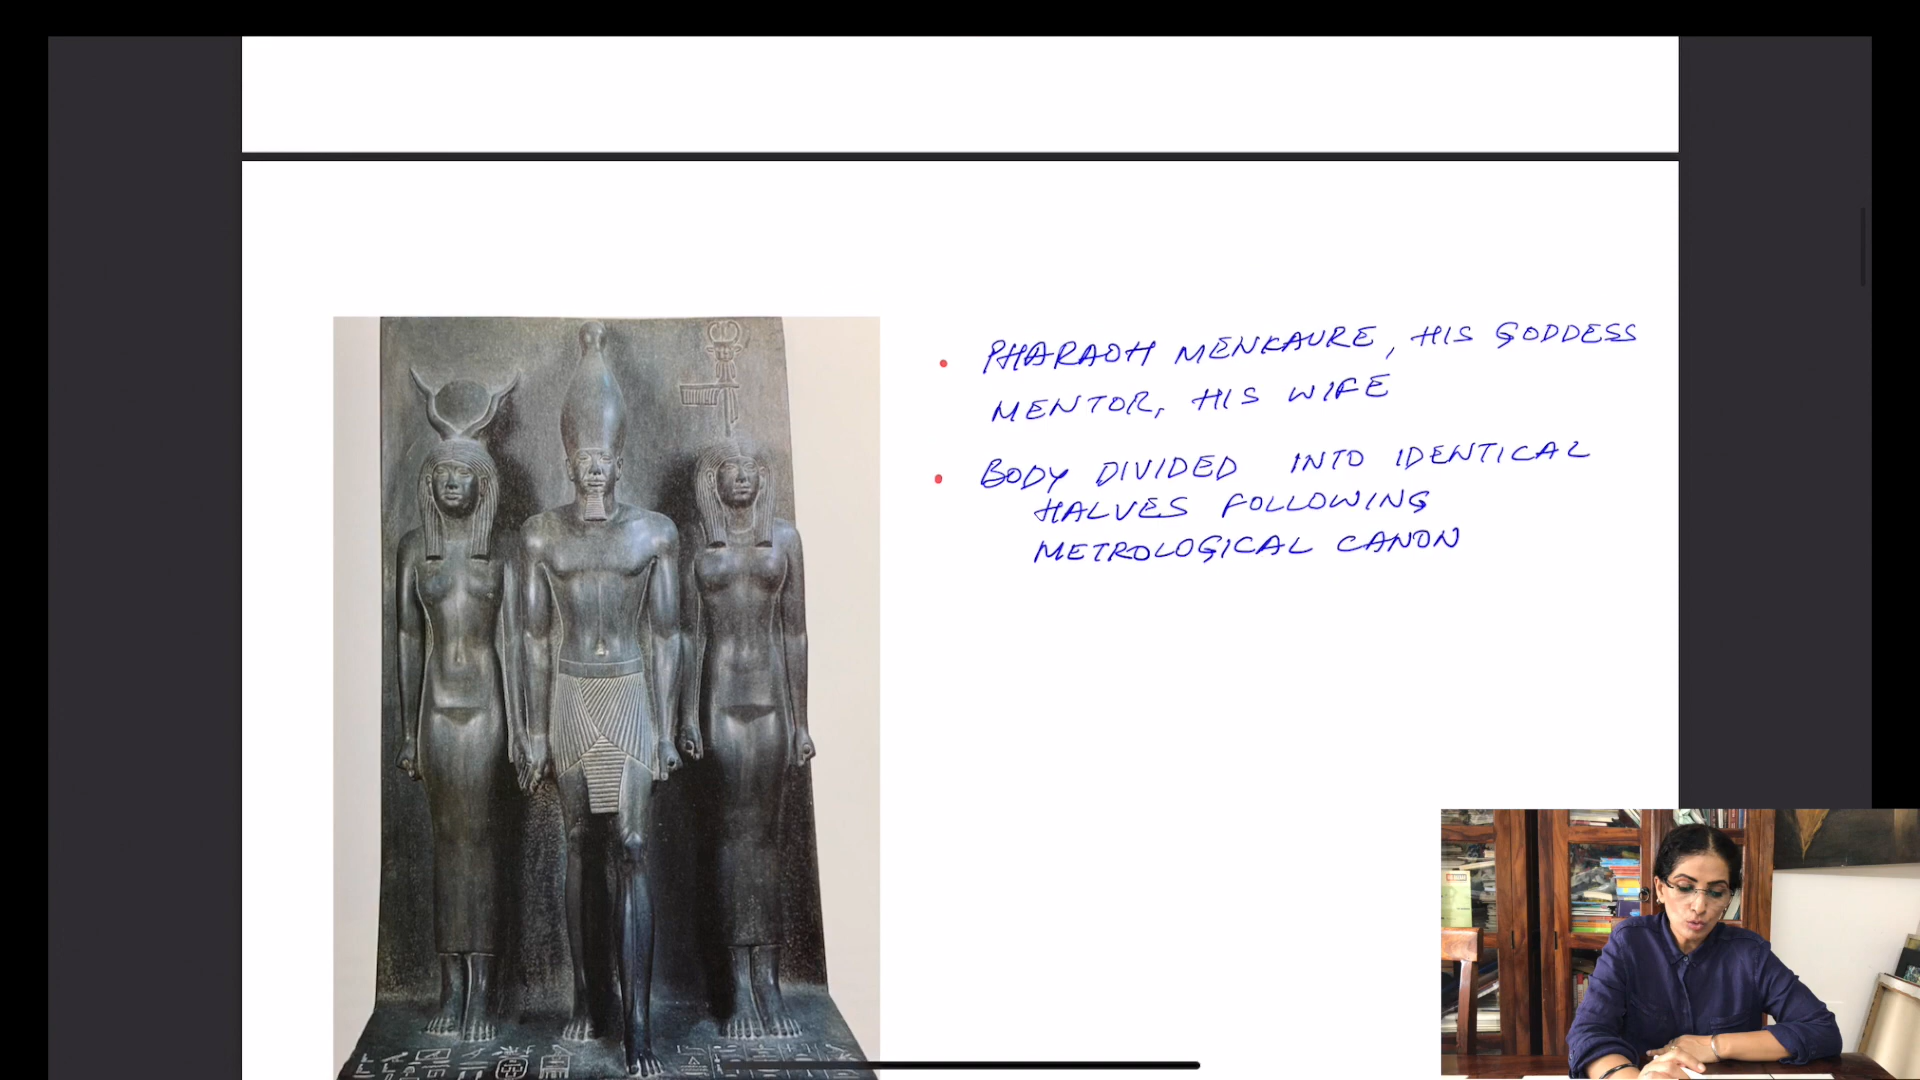 PHARAOH MENKAURE, HIS GODDESS
MENTOR, HIS WIFE
BODY DIVIDED INTO IDENTICAL
HALVES FOLLOWING
METROLOGICAL CANON